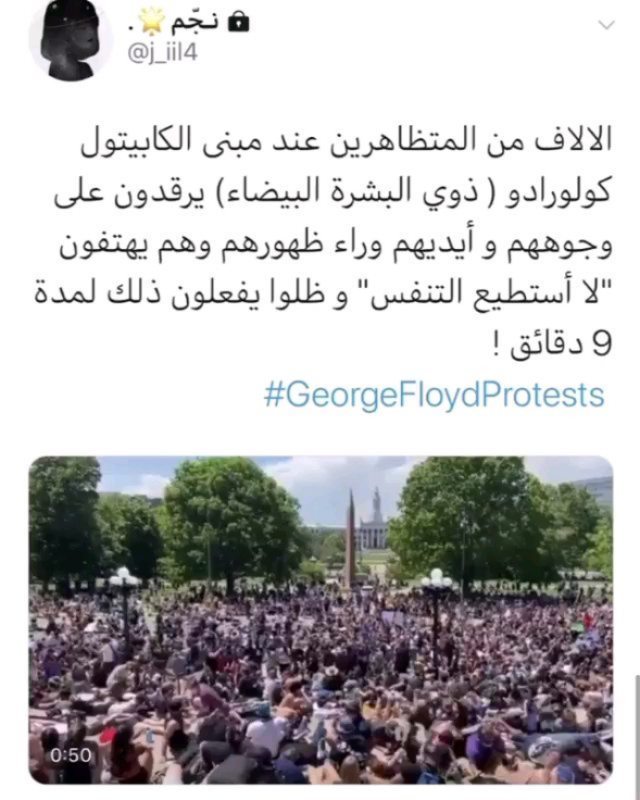 نجّم 🌟 .
@j_iil4
الالاف من المتظاهرين عند مبنى الكابيتول
كولورادو ( ذوي البشرة البيضاء) يرقدون على
وجوههم و أيديهم وراء ظهورهم وهم يهتفون
"لا أستطيع التنفس" و ظلوا يفعلون ذلك لمدة
9 دقائق !
#GeorgeFloydProtests
0:50